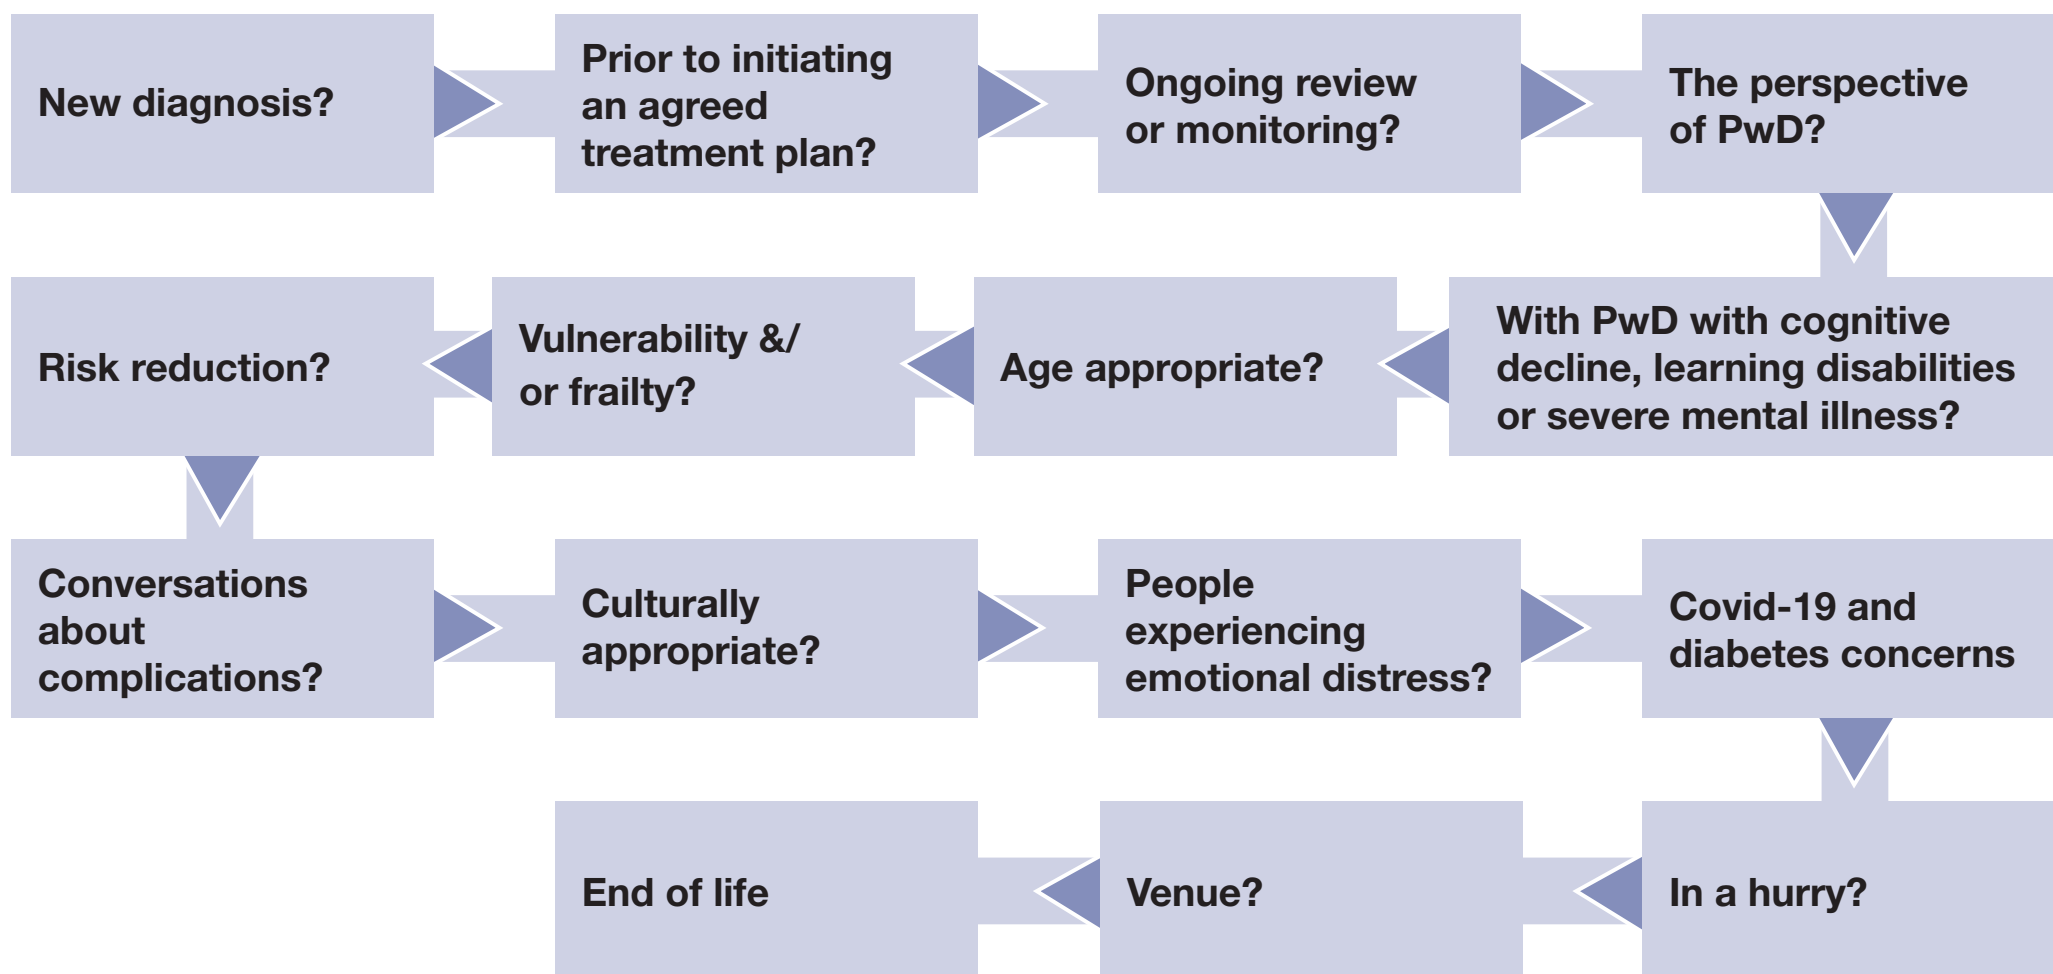 New diagnosis?
Prior to initiating
an agreed
treatment plan?
Ongoing review
or monitoring?
The perspective
of PwD?
With PwD with cognitive
decline, learning disabilities
or severe mental illness?
Age appropriate?
Vulnerability &/
or frailty?
Risk reduction?
Conversations
about
complications?
Culturally
appropriate?
People
experiencing
emotional distress?
Covid-19 and
diabetes concerns
In a hurry?
Venue?
End of life